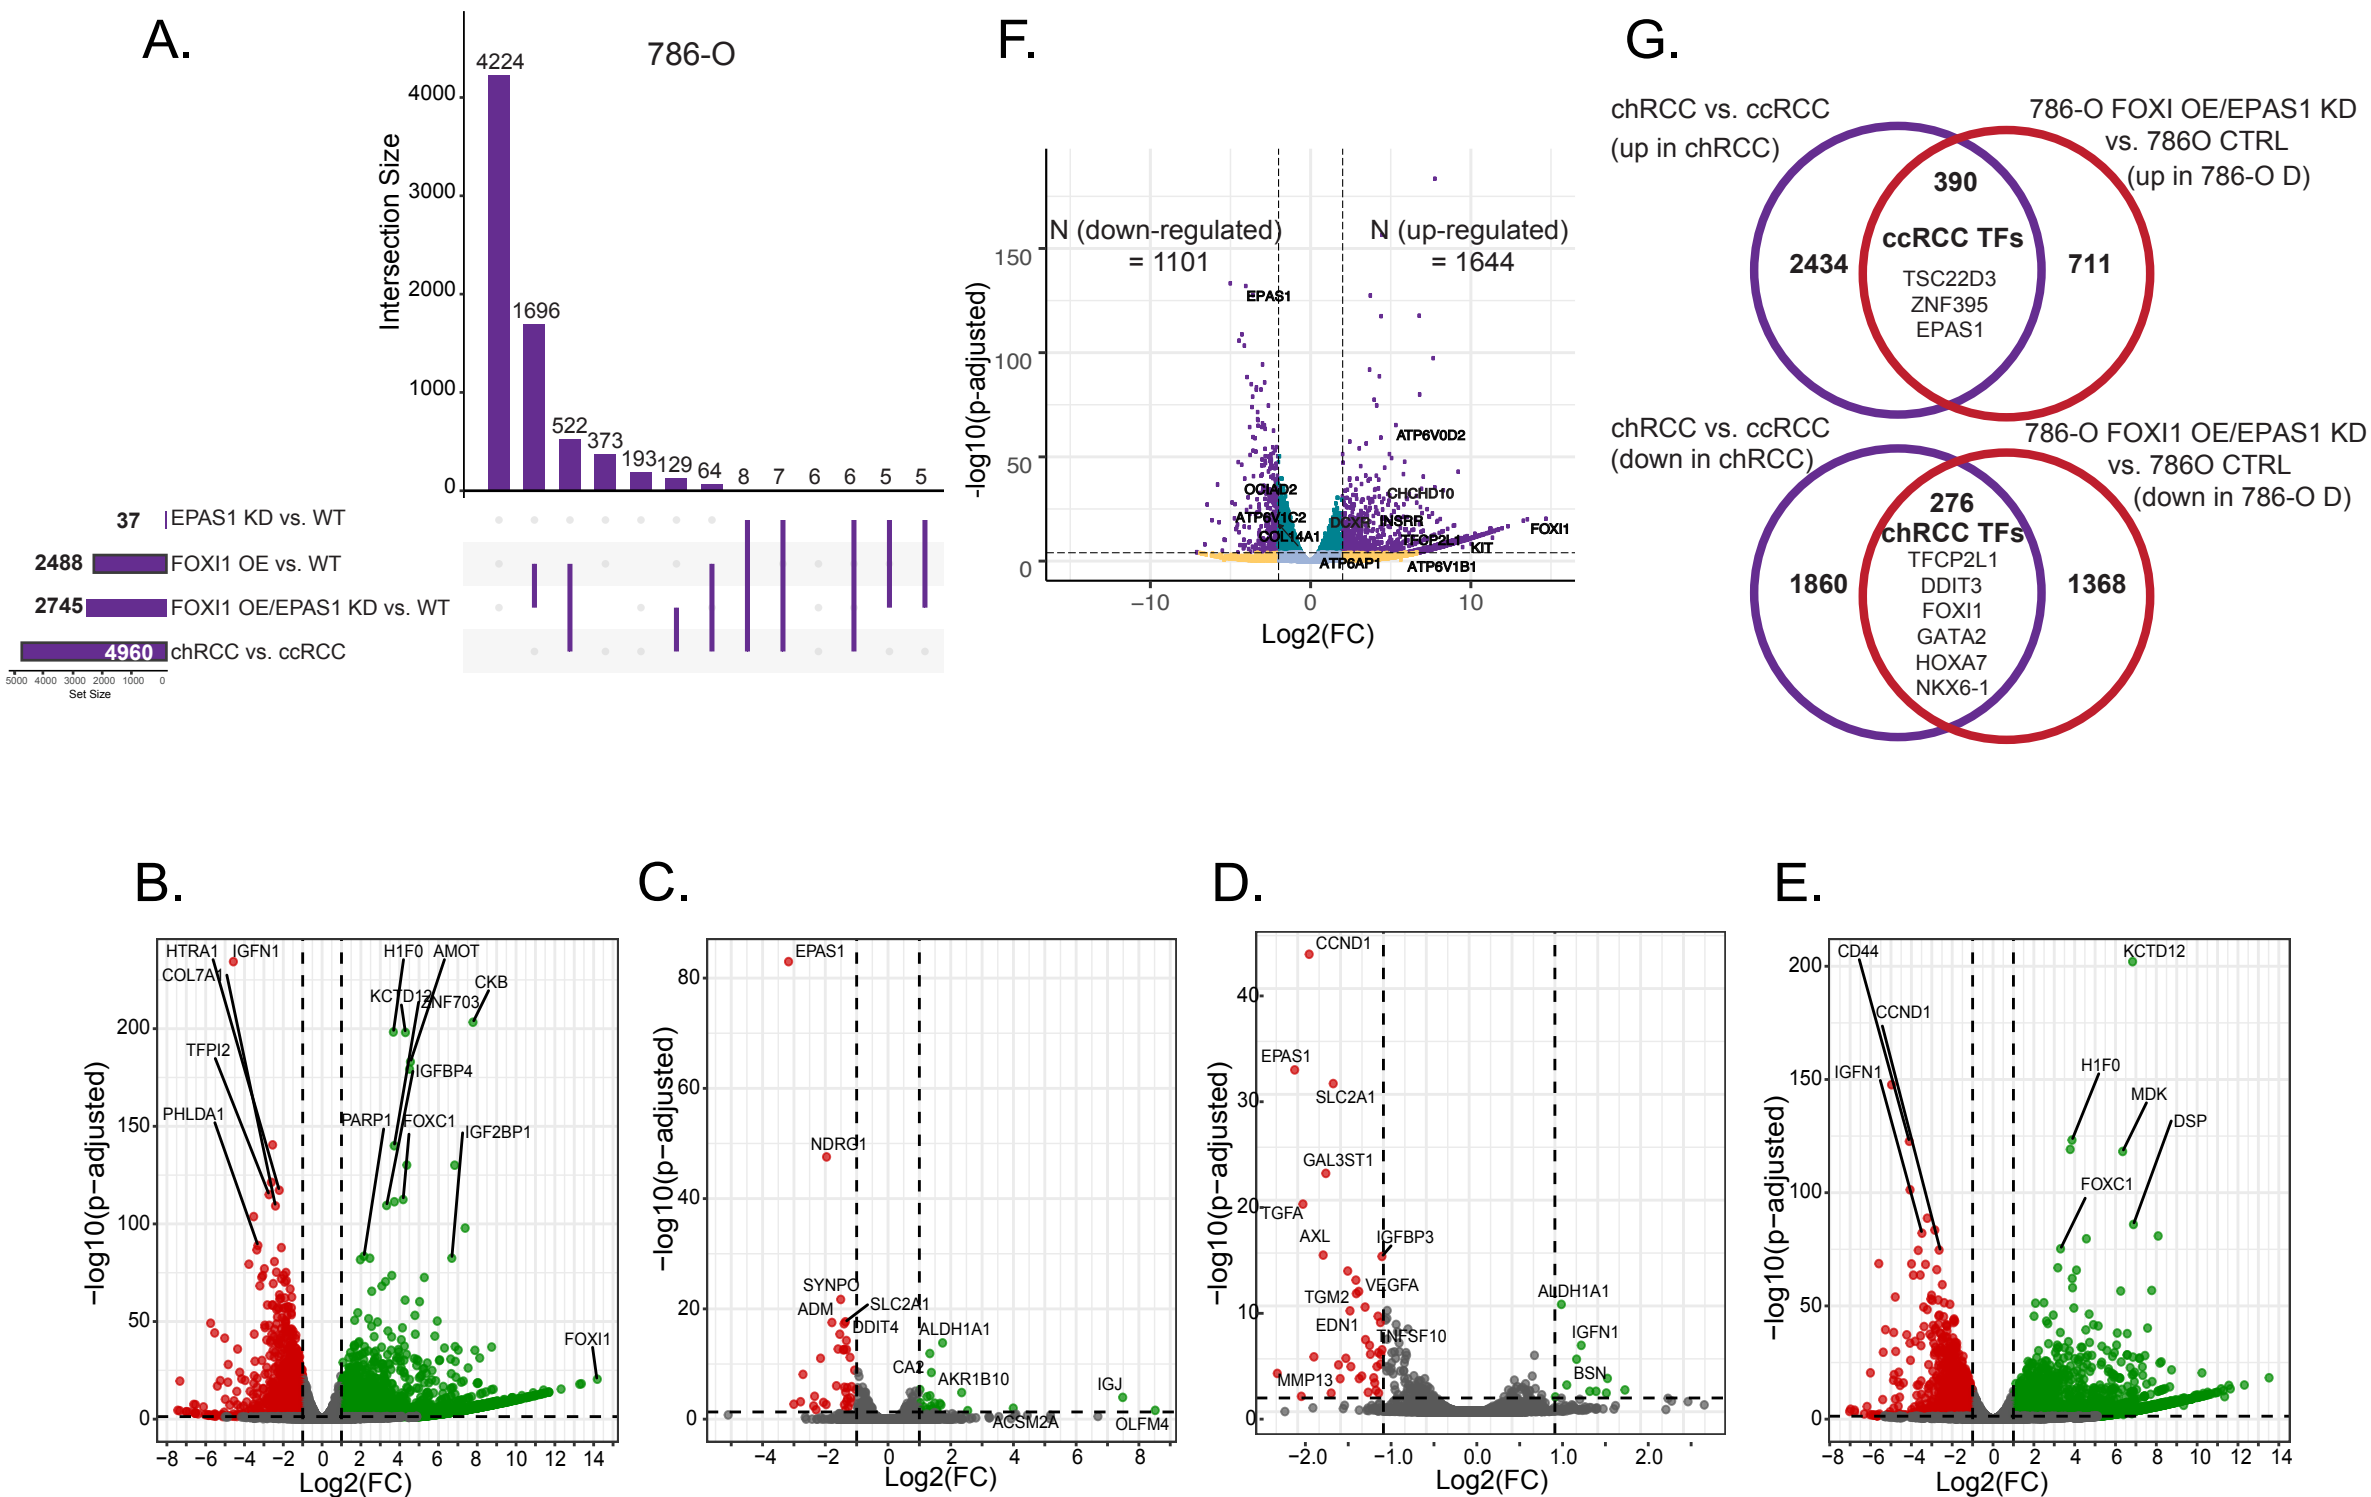 A.
786-O
Intersection Size
4000
3000
2000
1000
0
4224
1696
522
373
193
129
64
8
7
6
6
5
5
37 EPAS1 KD vs. WT
2488 FOXI1 OE vs. WT
2745 FOXI1 OE/EPAS1 KD vs. WT
4960 chRCC vs. ccRCC
5000 4000 3000 2000 1000 0
Set Size
F.
N (down-regulated)
= 1101
N (up-regulated)
= 1644
-log10(p-adjusted)
150
100
50
0
EPAS1
ATP6V0D2
OCIAD2
CHCHD10
ATP6V1C2
DCXR
INSRR
FOXI1
COL14A1
TFCP2L1
KIT
ATP6AP1
ATP6V1B1
−10 0 10
Log2(FC)
G.
chRCC vs. ccRCC
(up in chRCC)
786-O FOXI OE/EPAS1 KD
vs. 786O CTRL
(up in 786-O D)
390
ccRCC TFs
2434
711
TSC22D3
ZNF395
EPAS1
chRCC vs. ccRCC
(down in chRCC)
786-O FOXI1 OE/EPAS1 KD
vs. 786O CTRL
(down in 786-O D)
276
chRCC TFs
1860
1368
TFCP2L1
DDIT3
FOXI1
GATA2
HOXA7
NKX6-1
B.
−log10(p−adjusted)
200
150
100
50
0
HTRA1
IGFN1
H1F0
AMOT
COL7A1
CKB
KCTD12
ZNF703
TFPI2
IGFBP4
PHLDA1
PARP1
FOXC1
IGF2BP1
FOXI1
−8 −6 −4 −2 0 2 4 6 8 10 12 14
Log2(FC)
C.
−log10(p−adjusted)
80
60
40
20
0
EPAS1
NDRG1
SYNPO
ADM
SLC2A1
DDIT4
ALDH1A1
CA2
AKR1B10
IGJ
ACSM2A
OLFM4
−4 −2 0 2 4 6 8
Log2(FC)
D.
−log10(p−adjusted)
40
30
20
10
0
CCND1
EPAS1
SLC2A1
GAL3ST1
TGFA
AXL
IGFBP3
VEGFA
TGM2
ALDH1A1
EDN1
TNFSF10
IGFN1
MMP13
BSN
−2.0 −1.0 0.0 1.0 2.0
Log2(FC)
E.
−log10(p−adjusted)
200
150
100
50
0
CD44
KCTD12
CCND1
IGFN1
H1F0
MDK
DSP
FOXC1
−8 −6 −4 −2 0 2 4 6 8 10 12 14
Log2(FC)